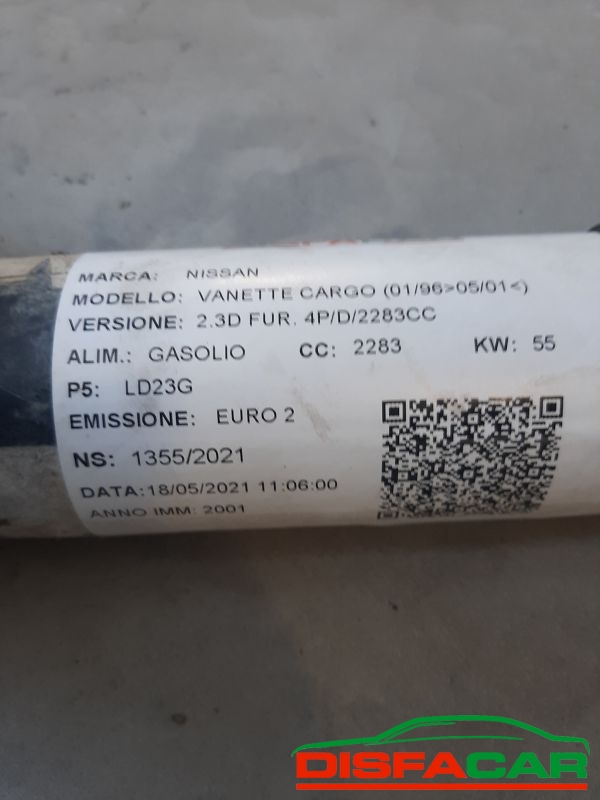 MARCA: NISSAN
MODELLO: VANETTE CARGO (01/96>05/01<)
VERSIONE: 2.3D FUR. 4P/D/2283CC
ALIM.: GASOLIO CC: 2283 KW: 55
P5: LD23G
EMISSIONE: EURO 2
NS: 1355/2021
DATA:18/05/2021 11:06:00
ANNO IMM: 2001
DISFACAR